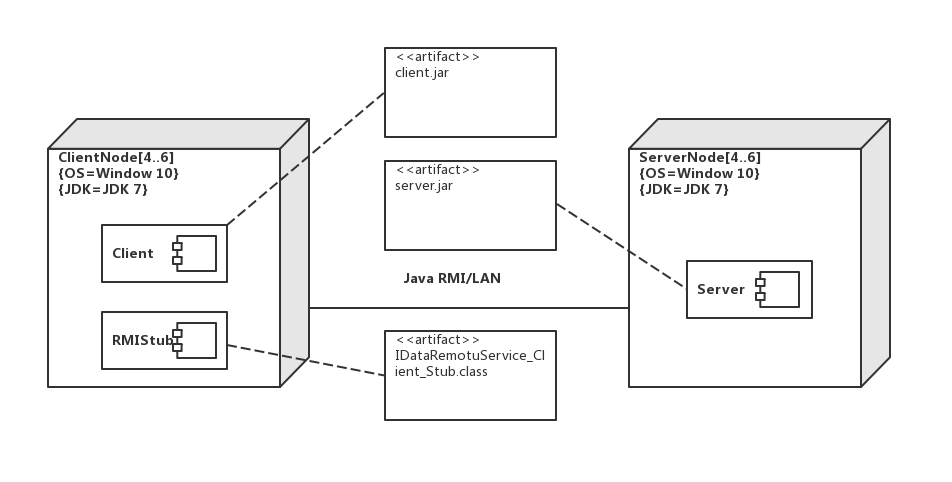 <<artifact>>
client.jar
ClientNode[4..6]
{OS=Window 10}
{JDK=JDK 7}
Client
RMIStub
<<artifact>>
server.jar
Java RMI/LAN
<<artifact>>
IDataRemotuService_Cl
ient_Stub.class
ServerNode[4..6]
{OS=Window 10}
{JDK=JDK 7}
Server